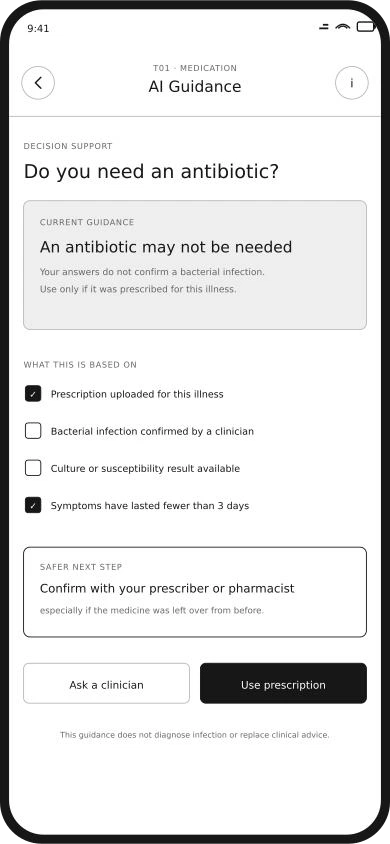 9:41
T01 · MEDICATION
AI Guidance
i
DECISION SUPPORT
Do you need an antibiotic?
CURRENT GUIDANCE
An antibiotic may not be needed
Your answers do not confirm a bacterial infection.
Use only if it was prescribed for this illness.
WHAT THIS IS BASED ON
✓ Prescription uploaded for this illness
Bacterial infection confirmed by a clinician
Culture or susceptibility result available
✓ Symptoms have lasted fewer than 3 days
SAFER NEXT STEP
Confirm with your prescriber or pharmacist
especially if the medicine was left over from before.
Ask a clinician
Use prescription
This guidance does not diagnose infection or replace clinical advice.